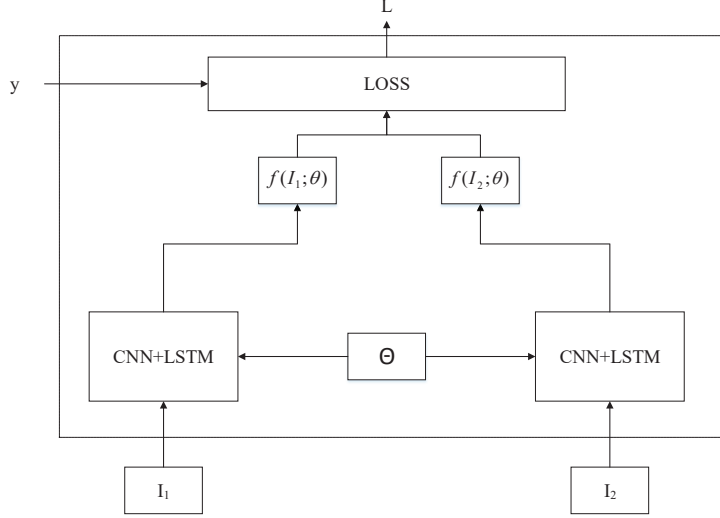 L
y
LOSS
f(I₁;θ)
f(I₂;θ)
CNN+LSTM
Θ
CNN+LSTM
I₁
I₂